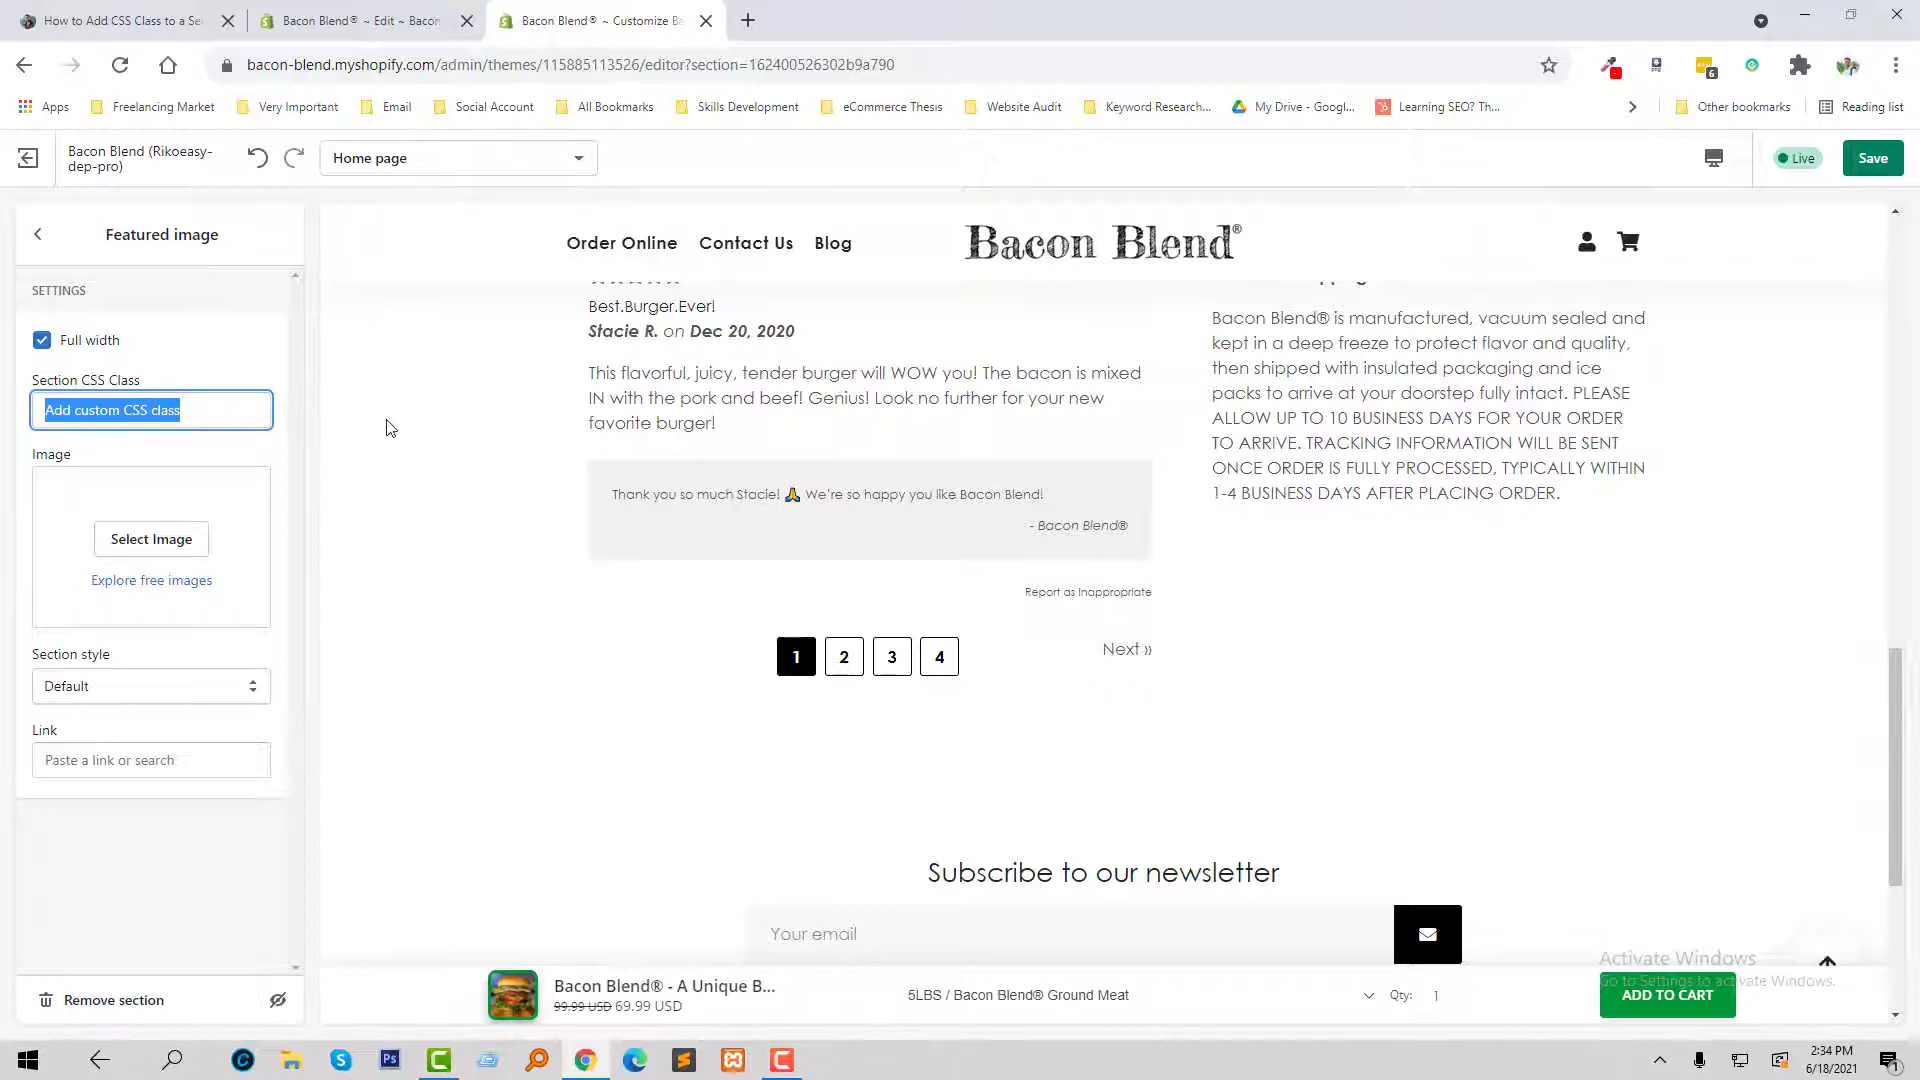 How to Add CSS Class to a Se
Bacon Blend® ~ Edit ~ Bacon
Bacon Blend® ~ Customize Ba
bacon-blend.myshopify.com/admin/themes/115885113526/editor?section=162400526302b9a790
6
Apps
Freelancing Market
Very Important
Email
Social Account
All Bookmarks
Skills Development
eCommerce Thesis
Website Audit
Keyword Research...
My Drive - Googl...
Learning SEO? Th...
Other bookmarks
Reading list
Bacon Blend (Rikoeasy-
dep-pro)
Home page
Live
Save
Featured image
SETTINGS
Full width
Section CSS Class
Add custom CSS class
Image
Select Image
Explore free images
Section style
Default
Link
Paste a link or search
Remove section
Order Online
Contact Us
Blog
Bacon Blend®
Best.Burger.Ever!
Stacie R. on Dec 20, 2020
This flavorful, juicy, tender burger will WOW you! The bacon is mixed
IN with the pork and beef! Genius! Look no further for your new
favorite burger!
Thank you so much Stacie! 🙏 We're so happy you like Bacon Blend!
- Bacon Blend®
Report as Inappropriate
1
2
3
4
Next »
Bacon Blend® is manufactured, vacuum sealed and
kept in a deep freeze to protect flavor and quality,
then shipped with insulated packaging and ice
packs to arrive at your doorstep fully intact. PLEASE
ALLOW UP TO 10 BUSINESS DAYS FOR YOUR ORDER
TO ARRIVE. TRACKING INFORMATION WILL BE SENT
ONCE ORDER IS FULLY PROCESSED, TYPICALLY WITHIN
1-4 BUSINESS DAYS AFTER PLACING ORDER.
Subscribe to our newsletter
Your email
Activate Windows
Go to Settings to activate Windows.
Bacon Blend® - A Unique B...
99.99 USD 69.99 USD
5LBS / Bacon Blend® Ground Meat
Qty:
1
ADD TO CART
2:34 PM
6/18/2021
1